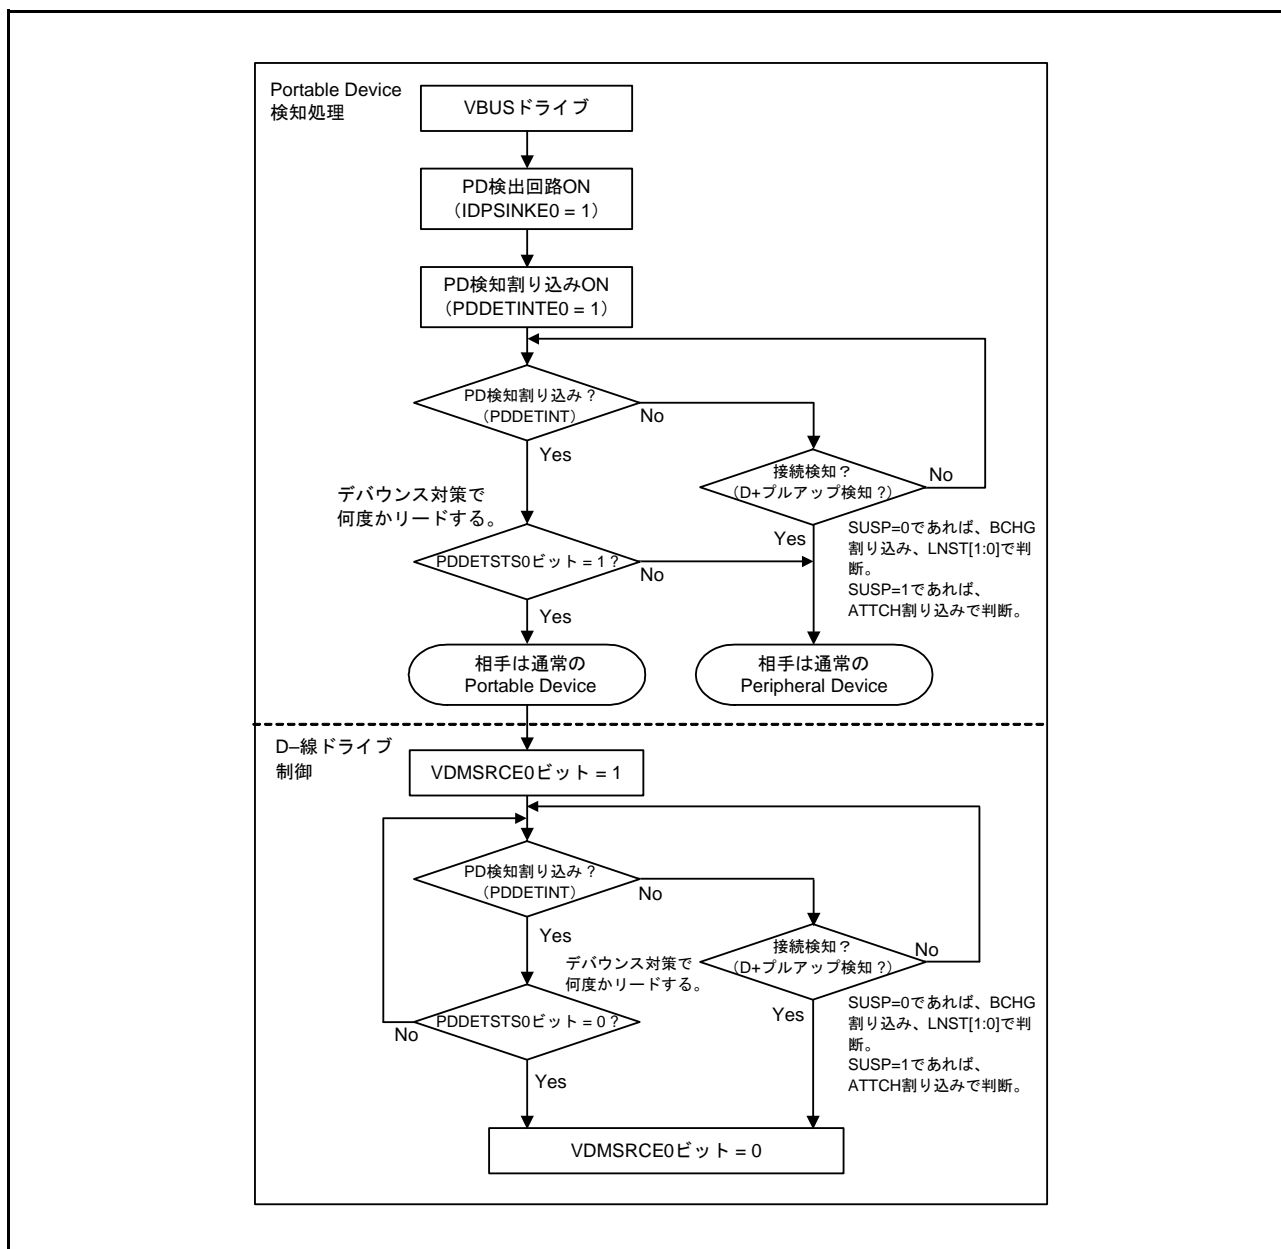 Portable Device
検知処理
VBUSドライブ
PD検出回路ON
（IDPSINKE0 = 1）
PD検知割り込みON
（PDDETINTE0 = 1）
PD検知割り込み？
（PDDETINT）
No
Yes
接続検知？
（D+プルアップ検知？）
No
Yes
デバウンス対策で
何度かリードする。
SUSP=0であれば、BCHG
割り込み、LNST[1:0]で判
断。
SUSP=1であれば、
ATTCH割り込みで判断。
PDDETSTS0ビット = 1？
No
Yes
相手は通常の
Portable Device
相手は通常の
Peripheral Device
D–線ドライブ
制御
VDMSRCE0ビット = 1
PD検知割り込み？
（PDDETINT）
No
Yes
接続検知？
（D+プルアップ検知？）
No
Yes
デバウンス対策で
何度かリードする。
SUSP=0であれば、BCHG
割り込み、LNST[1:0]で判
断。
SUSP=1であれば、
ATTCH割り込みで判断。
PDDETSTS0ビット = 0？
No
Yes
VDMSRCE0ビット = 0